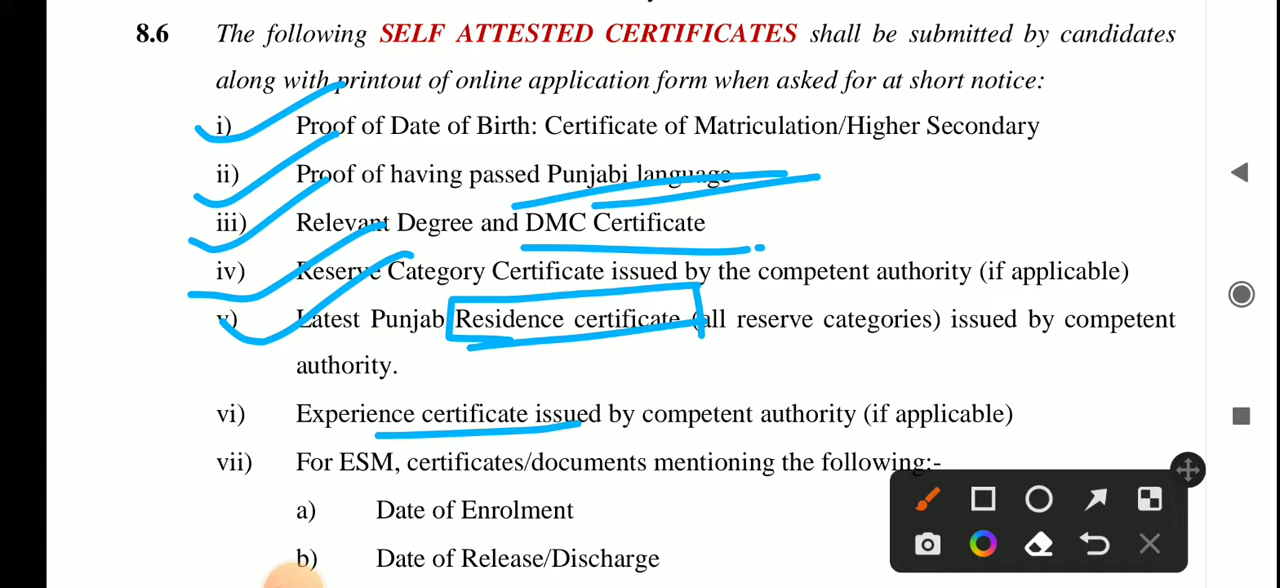 8.6 The following SELF ATTESTED CERTIFICATES shall be submitted by candidates
along with printout of online application form when asked for at short notice:
i) Proof of Date of Birth: Certificate of Matriculation/Higher Secondary
ii) Proof of having passed Punjabi language
iii) Relevant Degree and DMC Certificate
iv) Reserve Category Certificate issued by the competent authority (if applicable)
v) Latest Punjab Residence certificate (all reserve categories) issued by competent
authority.
vi) Experience certificate issued by competent authority (if applicable)
vii) For ESM, certificates/documents mentioning the following:-
a) Date of Enrolment
b) Date of Release/Discharge